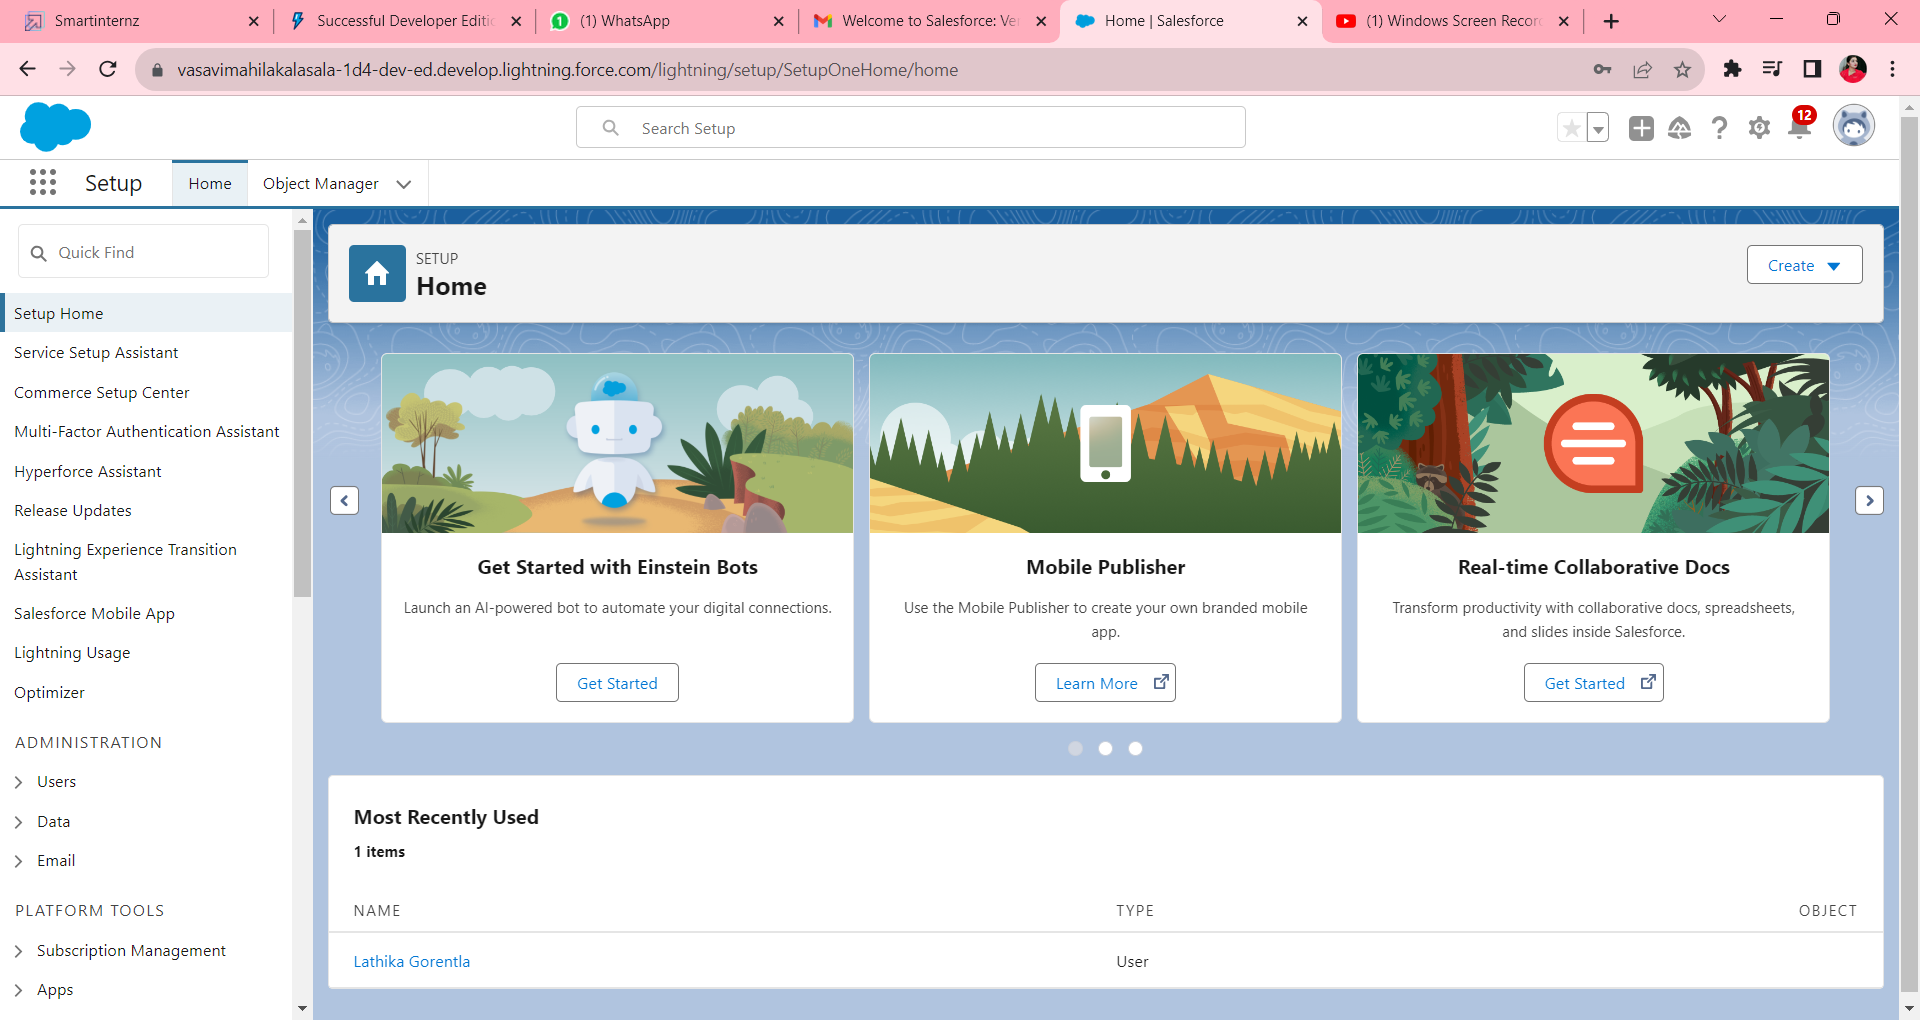 Smartinternz
Successful Developer Editi
(1) WhatsApp
Welcome to Salesforce: Ver
Home | Salesforce
(1) Windows Screen Recor
vasavimahilakalasala-1d4-dev-ed.develop.lightning.force.com/lightning/setup/SetupOneHome/home
Search Setup
12
Setup
Home
Object Manager
Quick Find
Setup Home
Service Setup Assistant
Commerce Setup Center
Multi-Factor Authentication Assistant
Hyperforce Assistant
Release Updates
Lightning Experience Transition
Assistant
Salesforce Mobile App
Lightning Usage
Optimizer
ADMINISTRATION
Users
Data
Email
PLATFORM TOOLS
Subscription Management
Apps
SETUP
Home
Create
Get Started with Einstein Bots
Launch an AI-powered bot to automate your digital connections.
Get Started
Mobile Publisher
Use the Mobile Publisher to create your own branded mobile
app.
Learn More
Real-time Collaborative Docs
Transform productivity with collaborative docs, spreadsheets,
and slides inside Salesforce.
Get Started
Most Recently Used
1 items
NAME TYPE OBJECT
Lathika Gorentla User